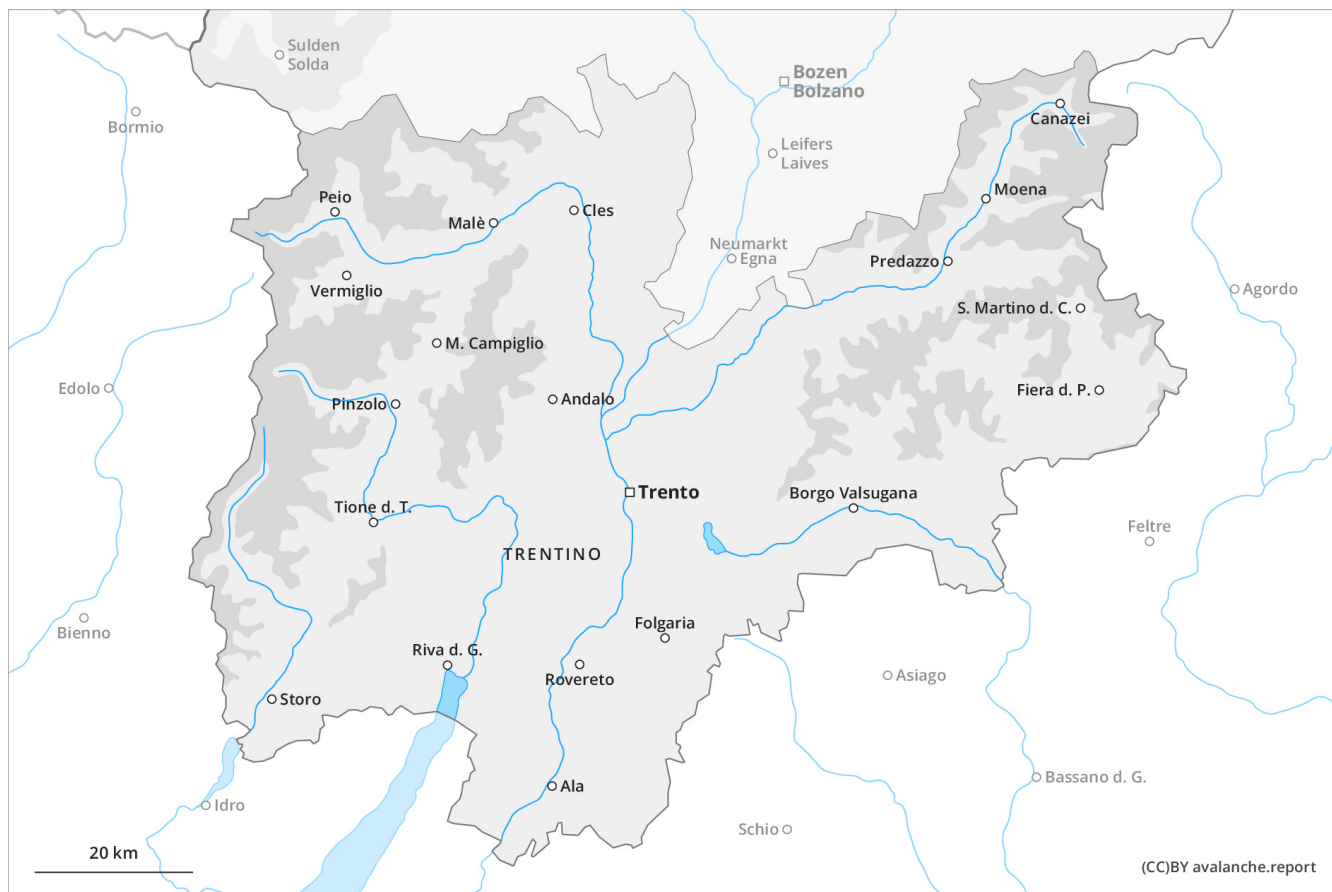 Sulden
Solda
Bozen
Bolzano
Canazei
Bormio
Leifers
Laives
Peio
Moena
Malè
Cles
Neumarkt
Egna
Predazzo
Vermiglio
Agordo
S. Martino d. C.
M. Campiglio
Edolo
Fiera d. P.
Pinzolo
Andalo
Trento
Borgo Valsugana
Tione d. T.
Feltre
TRENTINO
Bienno
Folgaria
Riva d. G.
Rovereto
Asiago
Storo
Bassano d. G.
Ala
Idro
Schio
20 km
(CC)BY avalanche.report